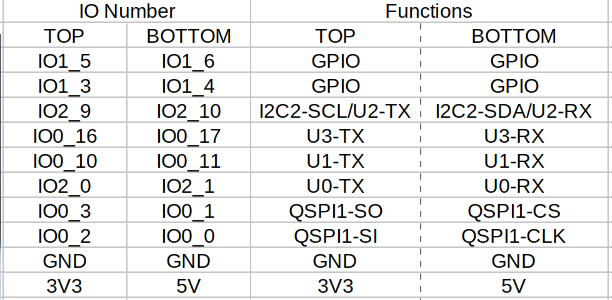 IO Number Functions
TOP BOTTOM TOP BOTTOM
IO1_5 IO1_6 GPIO GPIO
IO1_3 IO1_4 GPIO GPIO
IO2_9 IO2_10 I2C2-SCL/U2-TX I2C2-SDA/U2-RX
IO0_16 IO0_17 U3-TX U3-RX
IO0_10 IO0_11 U1-TX U1-RX
IO2_0 IO2_1 U0-TX U0-RX
IO0_3 IO0_1 QSPI1-SO QSPI1-CS
IO0_2 IO0_0 QSPI1-SI QSPI1-CLK
GND GND GND GND
3V3 5V 3V3 5V